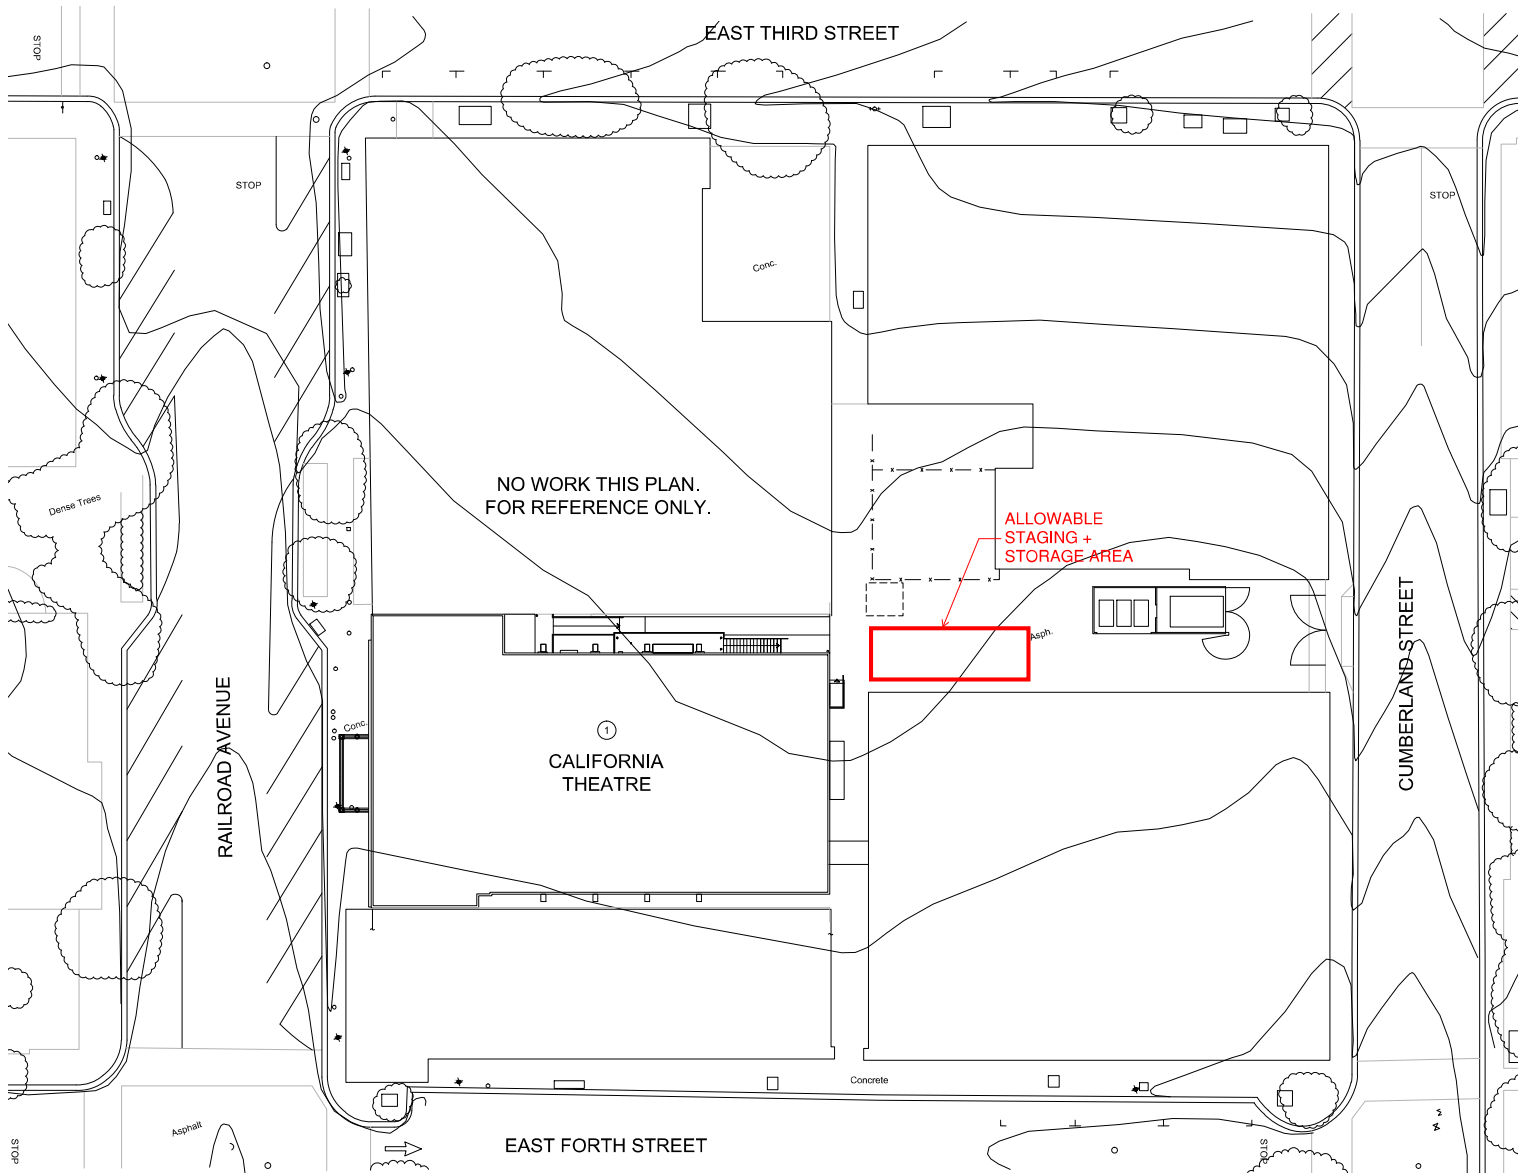 EAST THIRD STREET
STOP
STOP
STOP
Conc.
NO WORK THIS PLAN.
FOR REFERENCE ONLY.
Dense Trees
ALLOWABLE
STAGING +
STORAGE AREA
Asph.
CUMBERLAND STREET
RAILROAD AVENUE
Conc.
1
CALIFORNIA
THEATRE
Concrete
Asphalt
EAST FORTH STREET
STOP
STOP